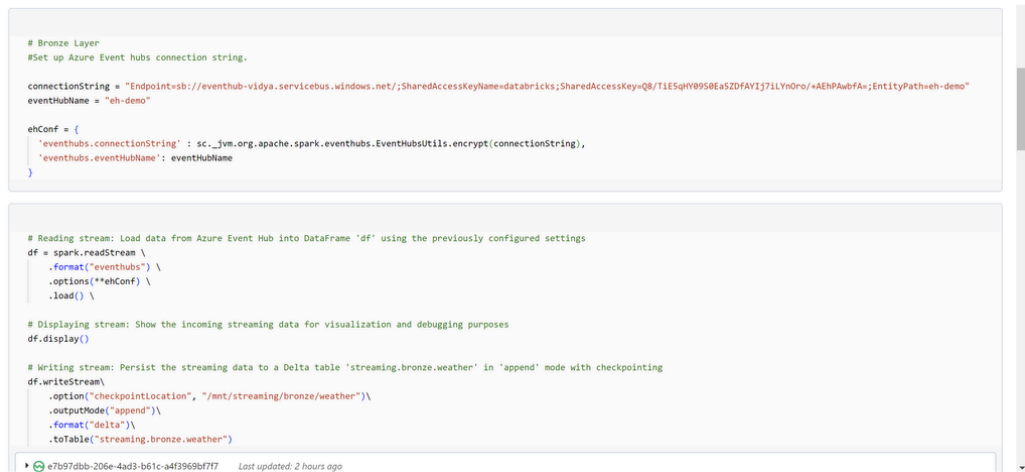 # Bronze Layer
#Set up Azure Event hubs connection string.
connectionString = "Endpoint=sb://eventhub-vidya.servicebus.windows.net/;SharedAccessKeyName=databricks;SharedAccessKey=Q8/TiE5qHY0950Ea5ZDfAYIj7iLYnOro/+AEhPAwbfA=;EntityPath=eh-demo"
eventHubName = "eh-demo"
ehConf = {
'eventhubs.connectionString' : sc._jvm.org.apache.spark.eventhubs.EventHubsUtils.encrypt(connectionString),
'eventhubs.eventHubName': eventHubName
}
# Reading stream: Load data from Azure Event Hub into DataFrame 'df' using the previously configured settings
df = spark.readStream \
.format("eventhubs") \
.options(**ehConf) \
.load() \
# Displaying stream: Show the incoming streaming data for visualization and debugging purposes
df.display()
# Writing stream: Persist the streaming data to a Delta table 'streaming.bronze.weather' in 'append' mode with checkpointing
df.writeStream\
.option("checkpointLocation", "/mnt/streaming/bronze/weather")\
.outputMode("append")\
.format("delta")\
.toTable("streaming.bronze.weather")
e7b97dbb-206e-4ad3-b61c-a4f3969bf7f7 Last updated: 2 hours ago